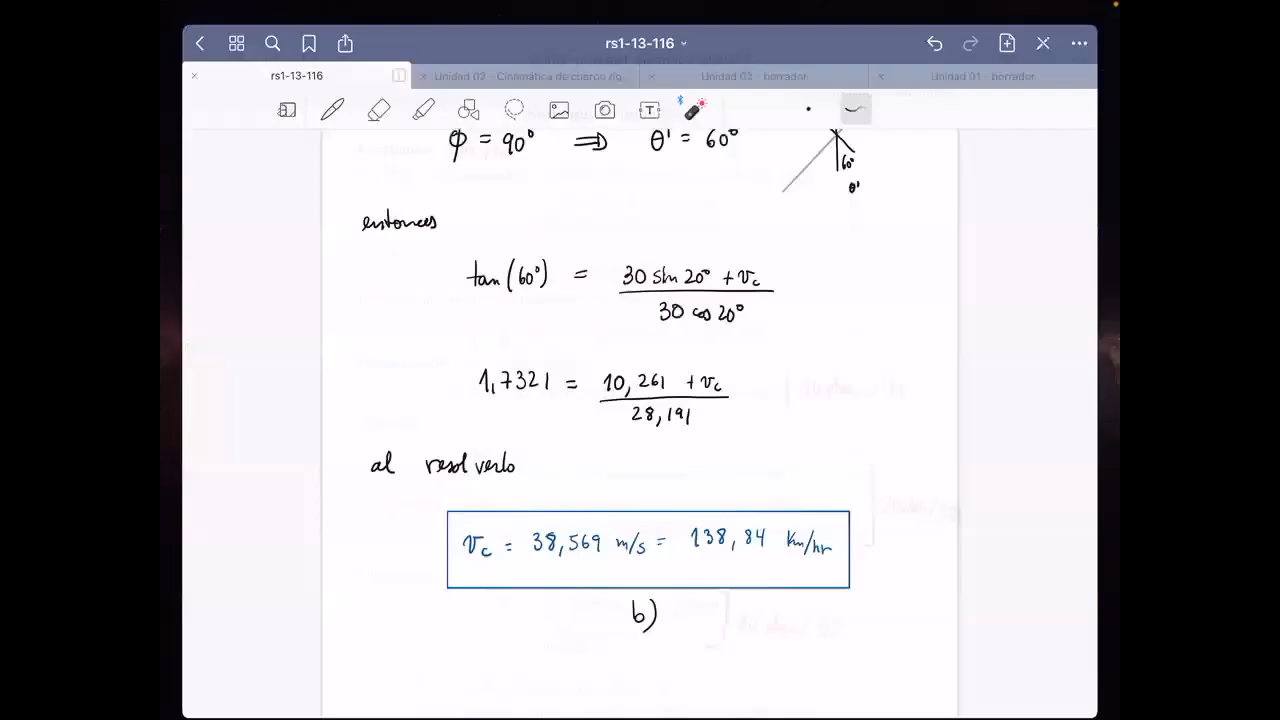 rs1-13-116
rs1-13-116 Unidad 02 - Cinemática de cuerpo ríg... Unidad 03 - borrador Unidad 01 - borrador
ϕ = 90° ⟹ θ' = 60°
60°
θ'
entonces
tan(60°) = (30 sin 20° + v_c) / (30 cos 20°)
1,7321 = (10,261 + v_c) / 28,191
al resolverlo
v_c = 38,569 m/s = 138,84 Km/hr
b)